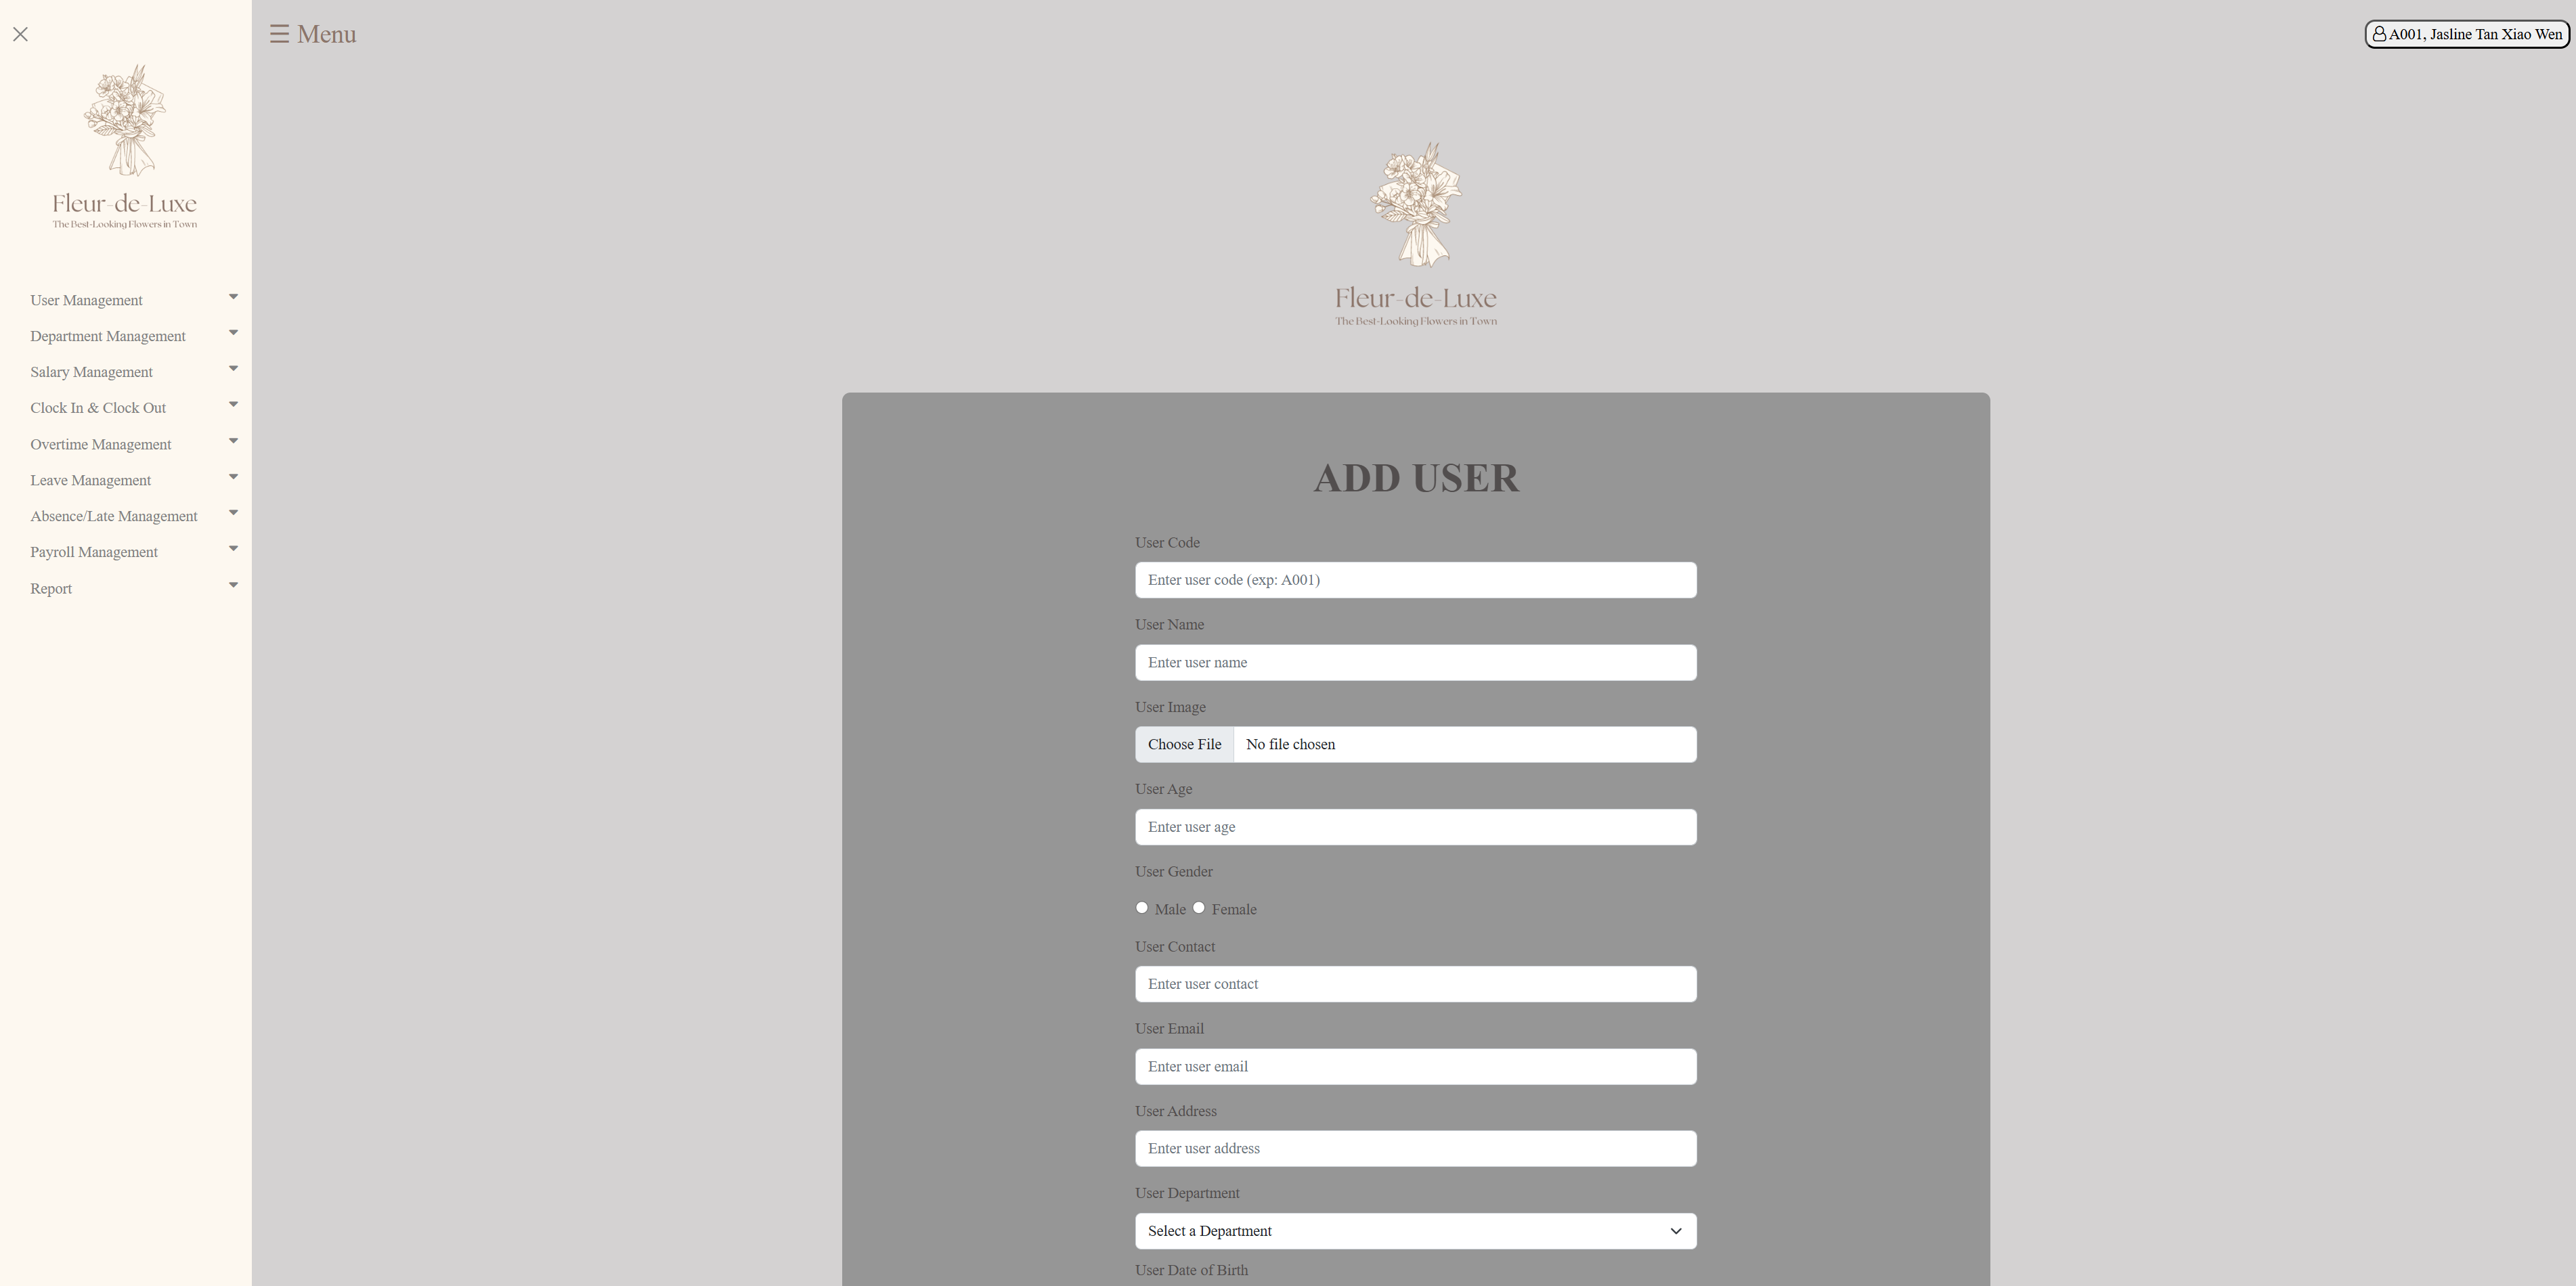 ☰ Menu
A001, Jasline Tan Xiao Wen
Fleur-de-Luxe
The Best-Looking Flowers in Town
User Management
Department Management
Salary Management
Clock In & Clock Out
Overtime Management
Leave Management
Absence/Late Management
Payroll Management
Report
Fleur-de-Luxe
The Best-Looking Flowers in Town
ADD USER
User Code
Enter user code (exp: A001)
User Name
Enter user name
User Image
Choose File No file chosen
User Age
Enter user age
User Gender
Male Female
User Contact
Enter user contact
User Email
Enter user email
User Address
Enter user address
User Department
Select a Department
User Date of Birth